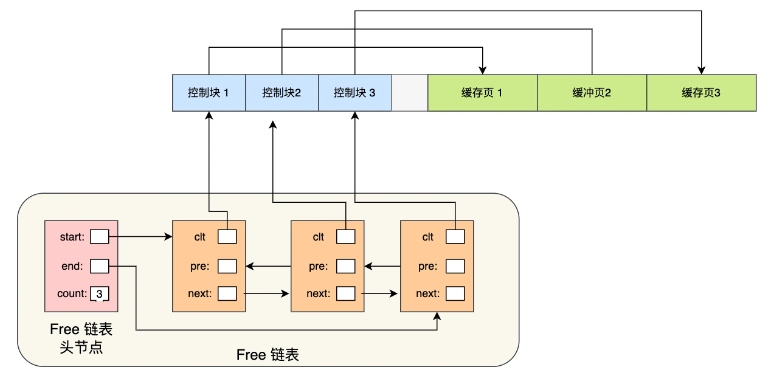 控制块 1
控制块2
控制块 3
缓存页 1
缓冲页2
缓存页3
start:
end:
count: 3
clt
pre:
next:
clt
pre:
next:
clt
pre:
next:
Free 链表
头节点
Free 链表